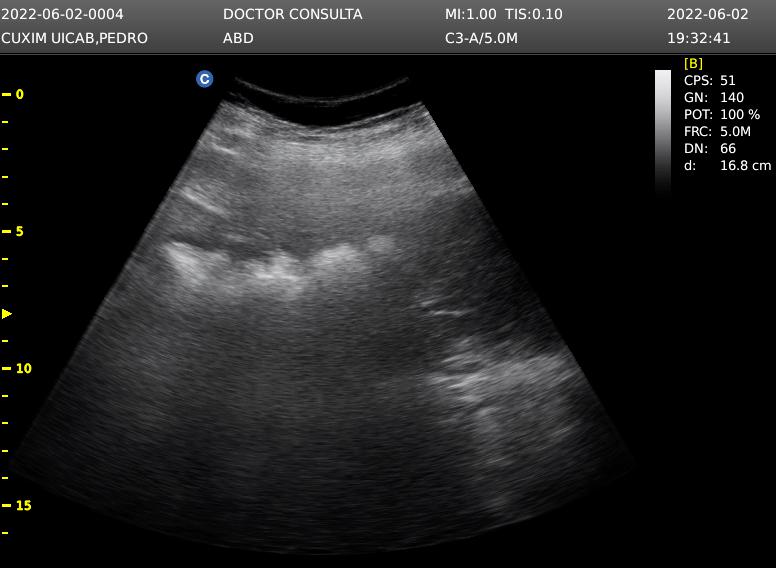 2022-06-02-0004 DOCTOR CONSULTA MI:1.00 TIS:0.10 2022-06-02
CUXIM UICAB,PEDRO ABD C3-A/5.0M 19:32:41
[B]
CPS: 51
GN: 140
POT: 100 %
FRC: 5.0M
DN: 66
d: 16.8 cm
C
0
5
10
15